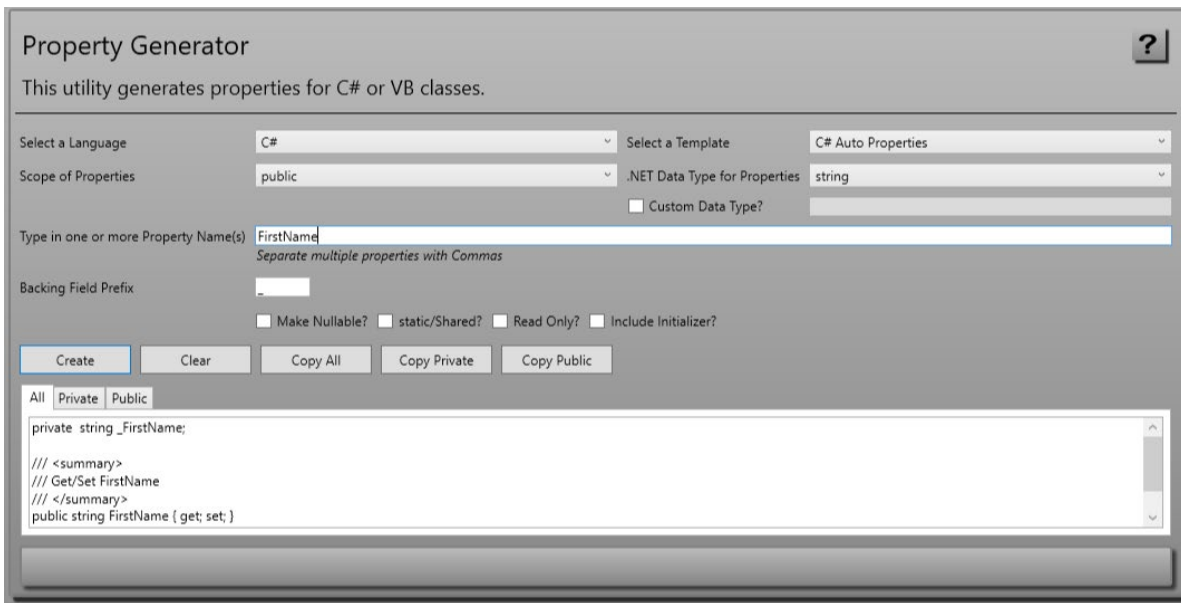 Property Generator
?
This utility generates properties for C# or VB classes.
Select a Language C# Select a Template C# Auto Properties
Scope of Properties public .NET Data Type for Properties string
Custom Data Type?
Type in one or more Property Name(s) FirstName
Separate multiple properties with Commas
Backing Field Prefix _
Make Nullable? static/Shared? Read Only? Include Initializer?
Create Clear Copy All Copy Private Copy Public
All Private Public
private  string _FirstName;
/// <summary>
/// Get/Set FirstName
/// </summary>
public string FirstName { get; set; }